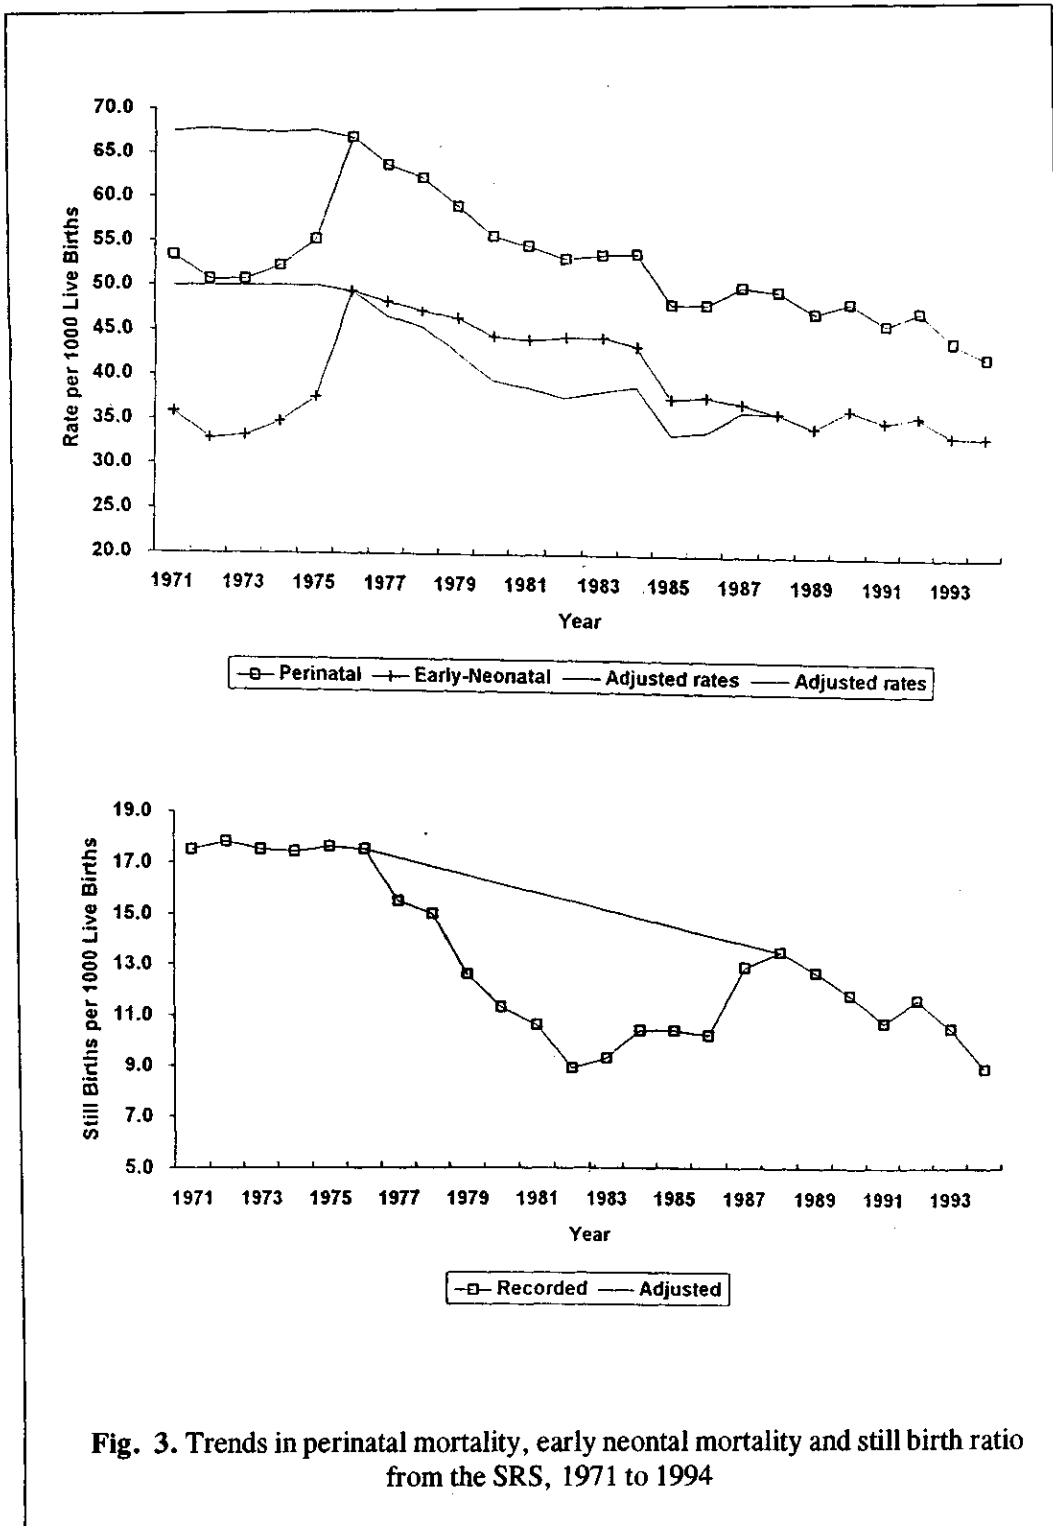 70.0
65.0
60.0
55.0
50.0
45.0
40.0
35.0
30.0
25.0
20.0
Rate per 1000 Live Births
1971 1973 1975 1977 1979 1981 1983 1985 1987 1989 1991 1993
Year
Perinatal Early-Neonatal Adjusted rates Adjusted rates
19.0
17.0
15.0
13.0
11.0
9.0
7.0
5.0
Still Births per 1000 Live Births
1971 1973 1975 1977 1979 1981 1983 1985 1987 1989 1991 1993
Year
Recorded Adjusted
Fig. 3. Trends in perinatal mortality, early neontal mortality and still birth ratio
from the SRS, 1971 to 1994